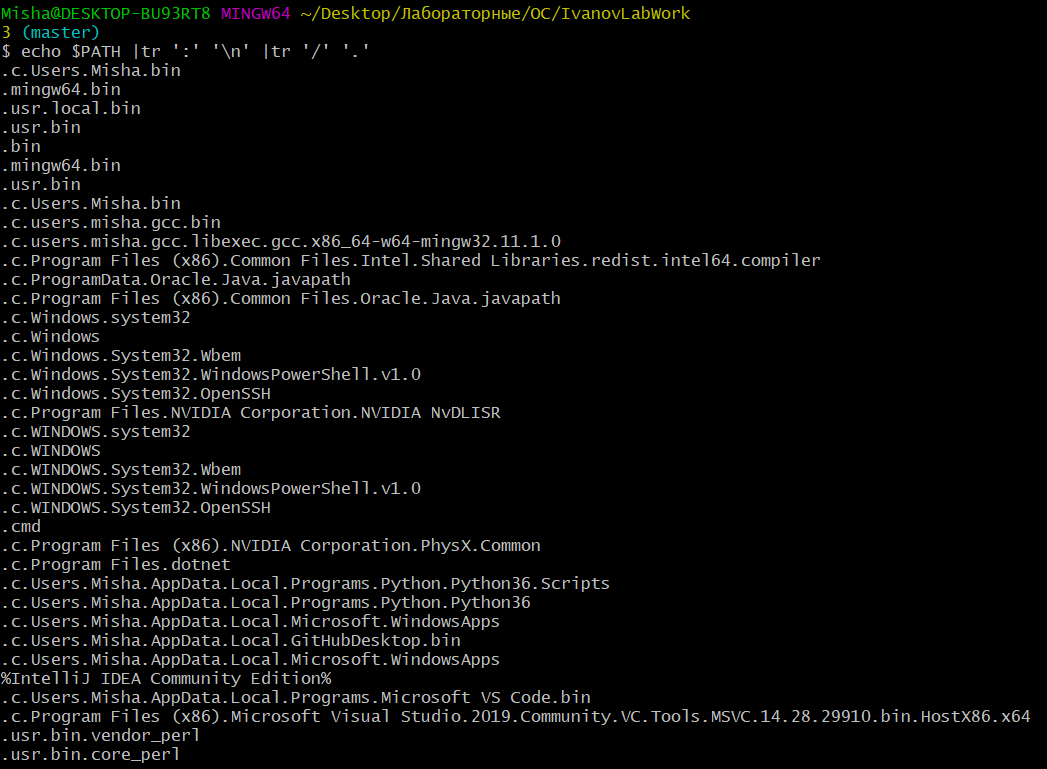 Misha@DESKTOP-BU93RT8 MINGW64 ~/Desktop/Лабораторные/ОС/IvanovLabWork
3 (master)
$ echo $PATH |tr ':' '\n' |tr '/' '.'
.c.Users.Misha.bin
.mingw64.bin
.usr.local.bin
.usr.bin
.bin
.mingw64.bin
.usr.bin
.c.Users.Misha.bin
.c.users.misha.gcc.bin
.c.users.misha.gcc.libexec.gcc.x86_64-w64-mingw32.11.1.0
.c.Program Files (x86).Common Files.Intel.Shared Libraries.redist.intel64.compiler
.c.ProgramData.Oracle.Java.javapath
.c.Program Files (x86).Common Files.Oracle.Java.javapath
.c.Windows.system32
.c.Windows
.c.Windows.System32.Wbem
.c.Windows.System32.WindowsPowerShell.v1.0
.c.Windows.System32.OpenSSH
.c.Program Files.NVIDIA Corporation.NVIDIA NvDLISR
.c.WINDOWS.system32
.c.WINDOWS
.c.WINDOWS.System32.Wbem
.c.WINDOWS.System32.WindowsPowerShell.v1.0
.c.WINDOWS.System32.OpenSSH
.cmd
.c.Program Files (x86).NVIDIA Corporation.PhysX.Common
.c.Program Files.dotnet
.c.Users.Misha.AppData.Local.Programs.Python.Python36.Scripts
.c.Users.Misha.AppData.Local.Programs.Python.Python36
.c.Users.Misha.AppData.Local.Microsoft.WindowsApps
.c.Users.Misha.AppData.Local.GitHubDesktop.bin
.c.Users.Misha.AppData.Local.Microsoft.WindowsApps
%IntelliJ IDEA Community Edition%
.c.Users.Misha.AppData.Local.Programs.Microsoft VS Code.bin
.c.Program Files (x86).Microsoft Visual Studio.2019.Community.VC.Tools.MSVC.14.28.29910.bin.HostX86.x64
.usr.bin.vendor_perl
.usr.bin.core_perl